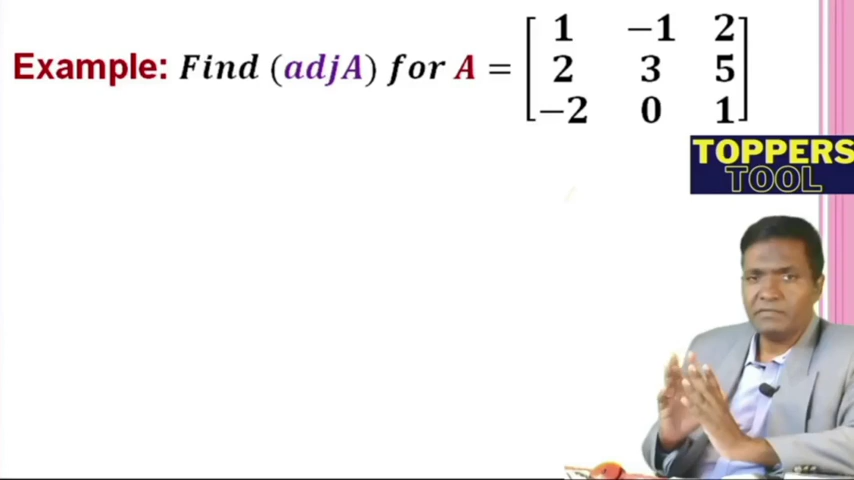 Example: Find (adjA) for A = [1 −1 2
2 3 5
−2 0 1]
TOPPERS
TOOL